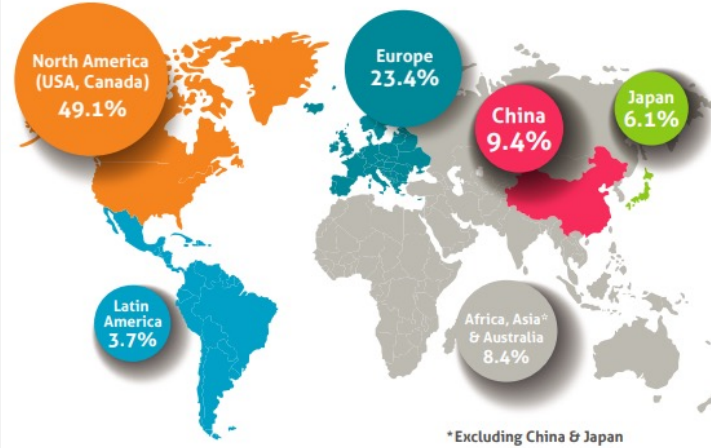 North America
(USA, Canada)
49.1%
Europe
23.4%
China
9.4%
Japan
6.1%
Latin
America
3.7%
Africa, Asia*
& Australia
8.4%
*Excluding China & Japan